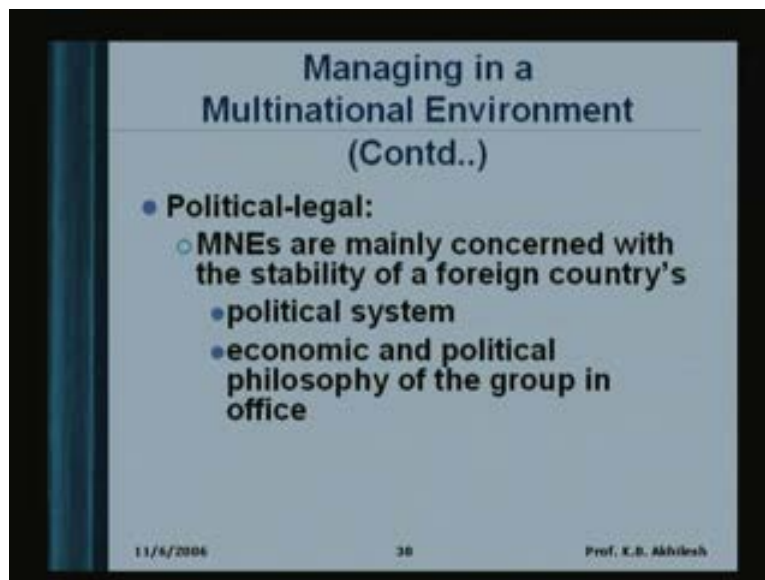 Managing in a
Multinational Environment
(Contd..)
Political-legal:
MNEs are mainly concerned with
the stability of a foreign country's
political system
economic and political
philosophy of the group in
office
11/6/2006 30 Prof. K.B. Akhilesh